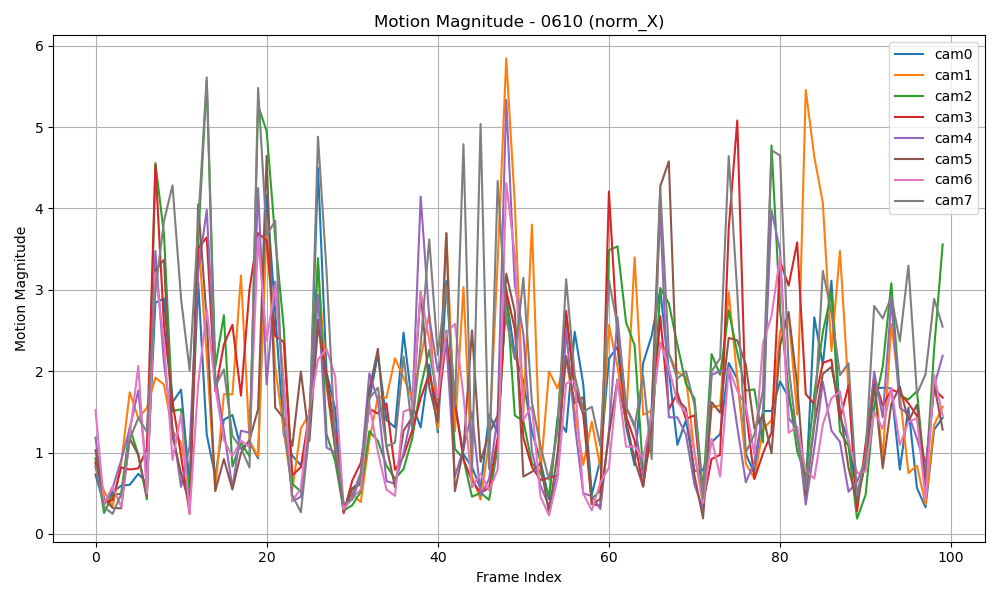 Motion Magnitude - 0610 (norm_X)
Motion Magnitude
6
5
4
3
2
1
0
0 20 40 60 80 100
Frame Index
cam0
cam1
cam2
cam3
cam4
cam5
cam6
cam7